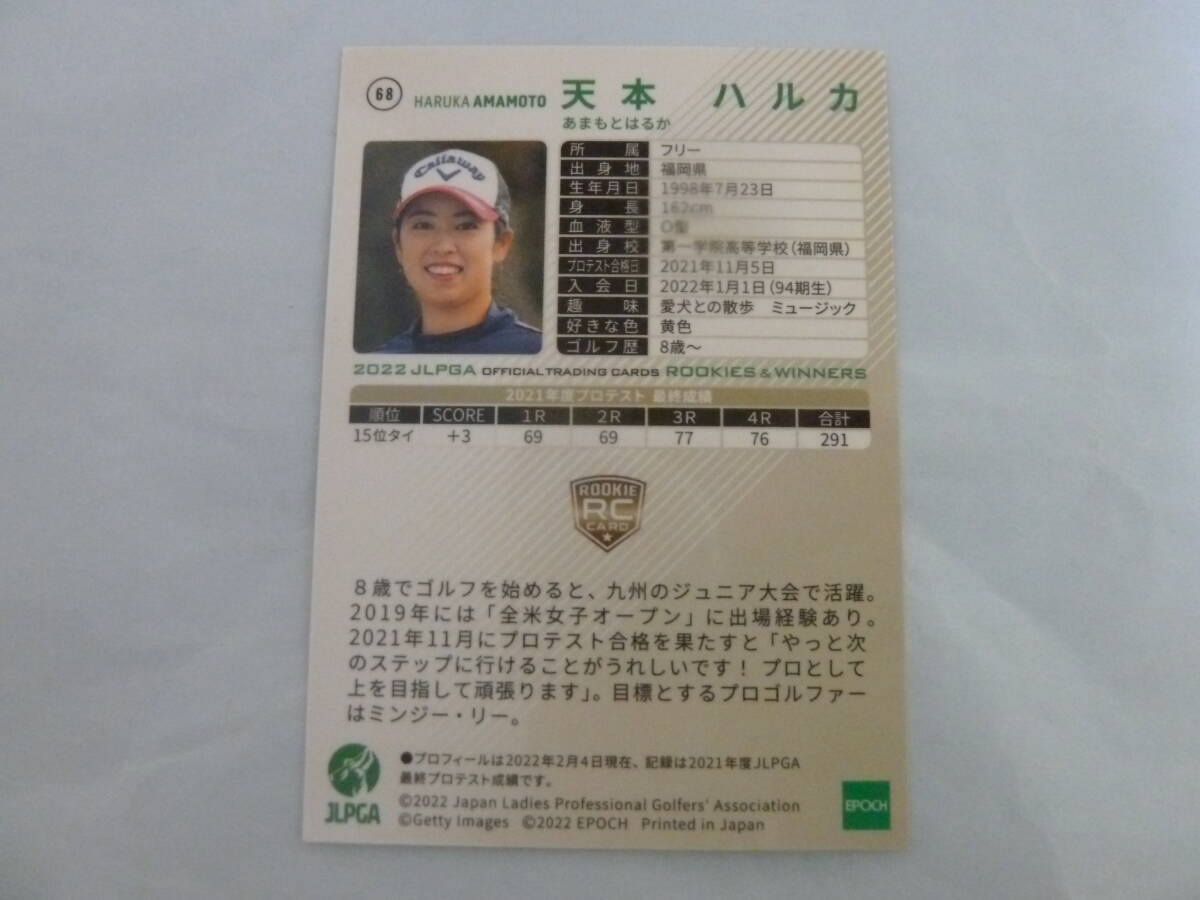 68 HARUKA AMAMOTO 天本 ハルカ
あまもとはるか
Callaway
所属 フリー
出身地 福岡県
生年月日 1998年7月23日
身長 162cm
血液型 O型
出身校 第一学院高等学校(福岡県)
プロテスト合格日 2021年11月5日
入会日 2022年1月1日(94期生)
趣味 愛犬との散歩 ミュージック
好きな色 黄色
ゴルフ歴 8歳～
2022 JLPGA OFFICIAL TRADING CARDS ROOKIES & WINNERS
2021年度プロテスト 最終成績
順位 SCORE 1R 2R 3R 4R 合計
15位タイ +3 69 69 77 76 291
ROOKIE
RC
CARD
8歳でゴルフを始めると、九州のジュニア大会で活躍。
2019年には「全米女子オープン」に出場経験あり。
2021年11月にプロテスト合格を果たすと「やっと次
のステップに行けることがうれしいです! プロとして
上を目指して頑張ります」。目標とするプロゴルファー
はミンジー・リー。
●プロフィールは2022年2月4日現在、記録は2021年度JLPGA
最終プロテスト成績です。
JLPGA
©2022 Japan Ladies Professional Golfers' Association
©Getty Images ©2022 EPOCH Printed in Japan
EPOCH